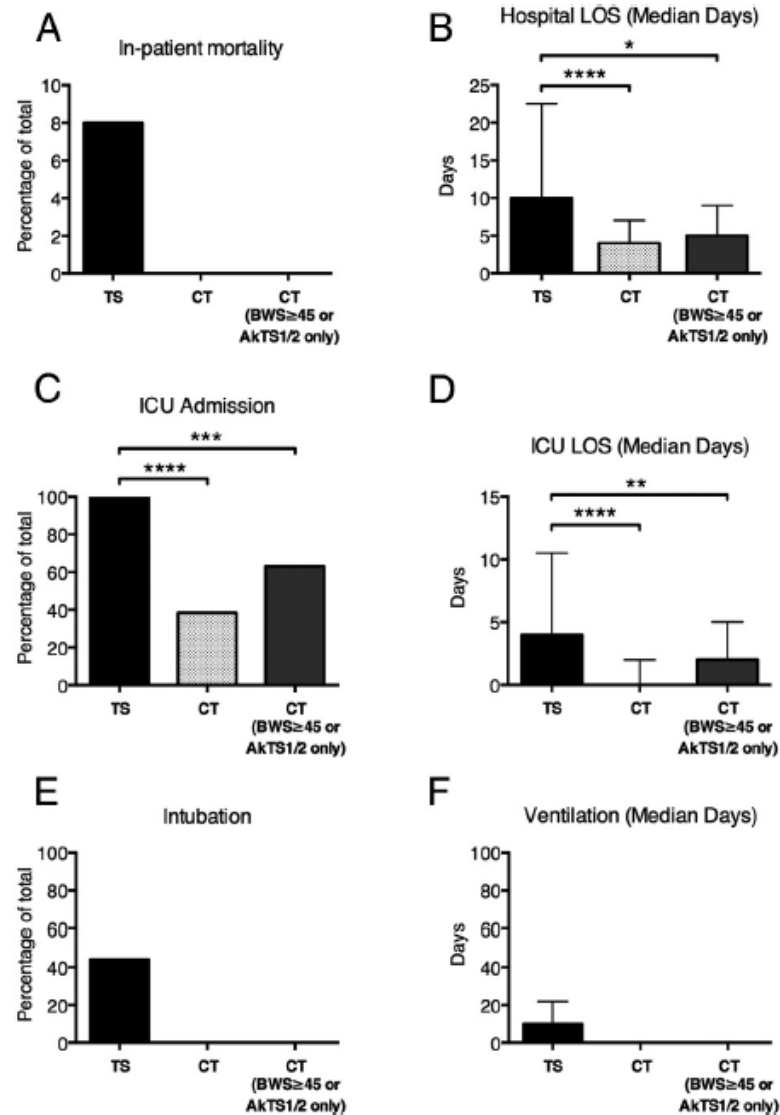 A
In-patient mortality
Percentage of total
10
8
6
4
2
0
TS
CT
CT
(BWS≥45 or
AkTS1/2 only)
B
Hospital LOS (Median Days)
*
****
Days
25
20
15
10
5
0
TS
CT
CT
(BWS≥45 or
AkTS1/2 only)
C
ICU Admission
***
****
Percentage of total
100
80
60
40
20
0
TS
CT
CT
(BWS≥45 or
AkTS1/2 only)
D
ICU LOS (Median Days)
**
****
Days
15
10
5
0
TS
CT
CT
(BWS≥45 or
AkTS1/2 only)
E
Intubation
Percentage of total
100
80
60
40
20
0
TS
CT
CT
(BWS≥45 or
AkTS1/2 only)
F
Ventilation (Median Days)
Days
100
80
60
40
20
0
TS
CT
CT
(BWS≥45 or
AkTS1/2 only)